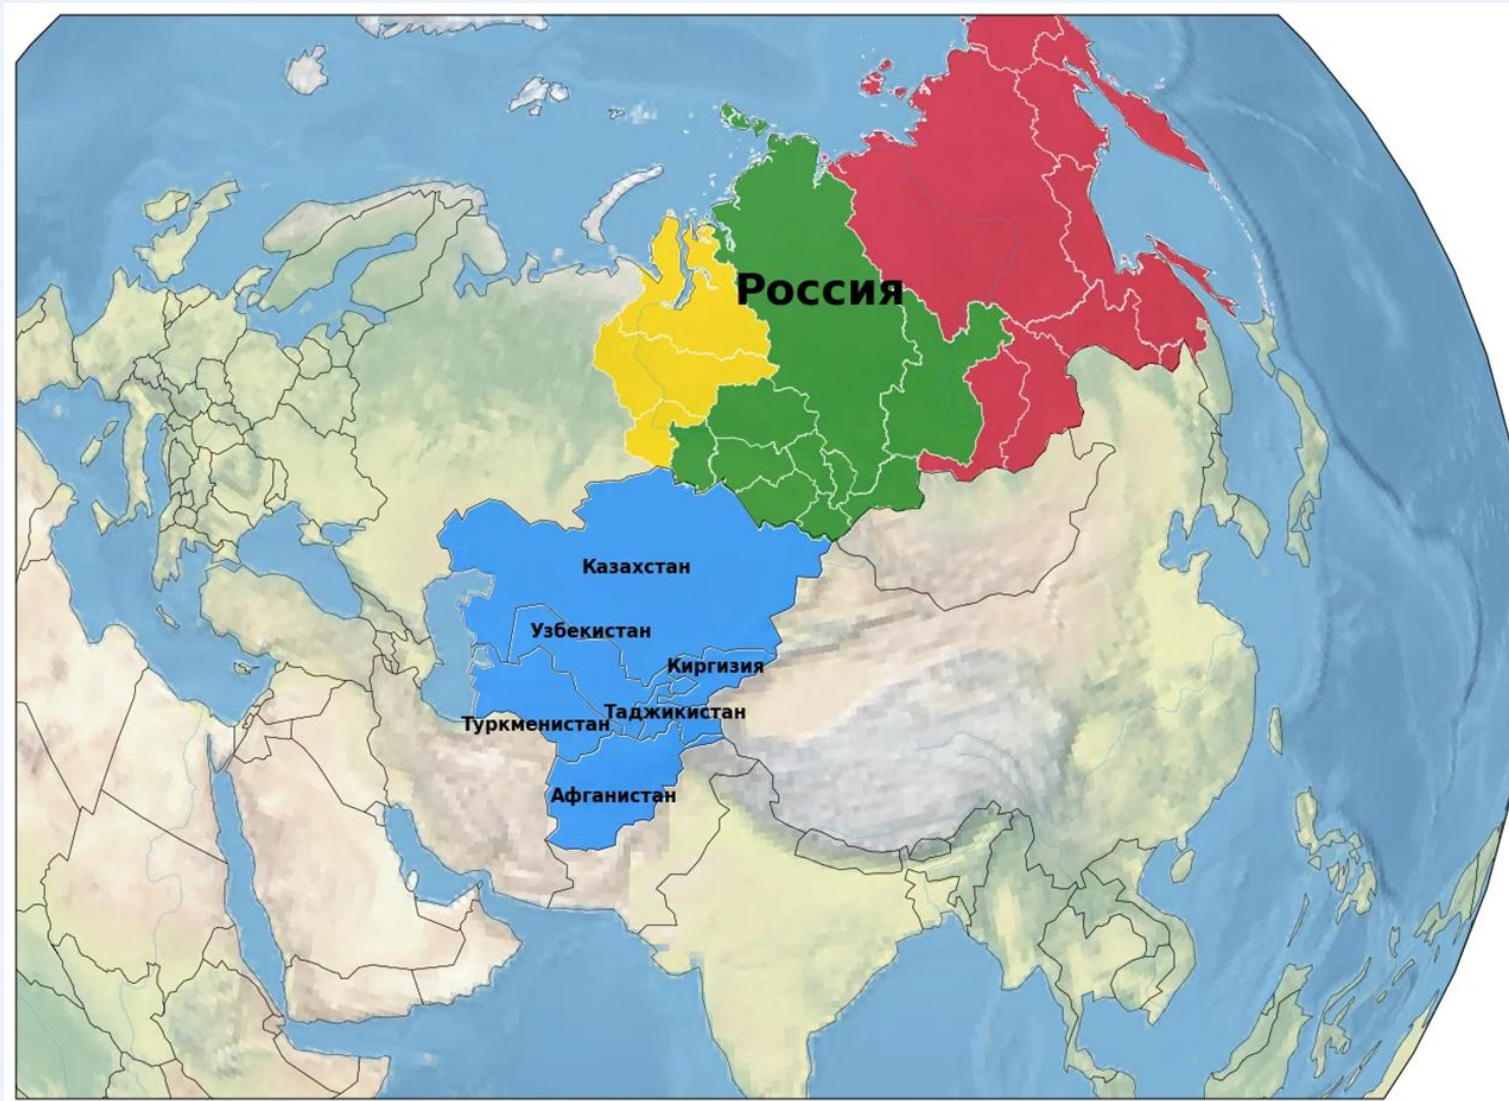 Россия
Казахстан
Узбекистан
Киргизия
Таджикистан
Туркменистан
Афганистан